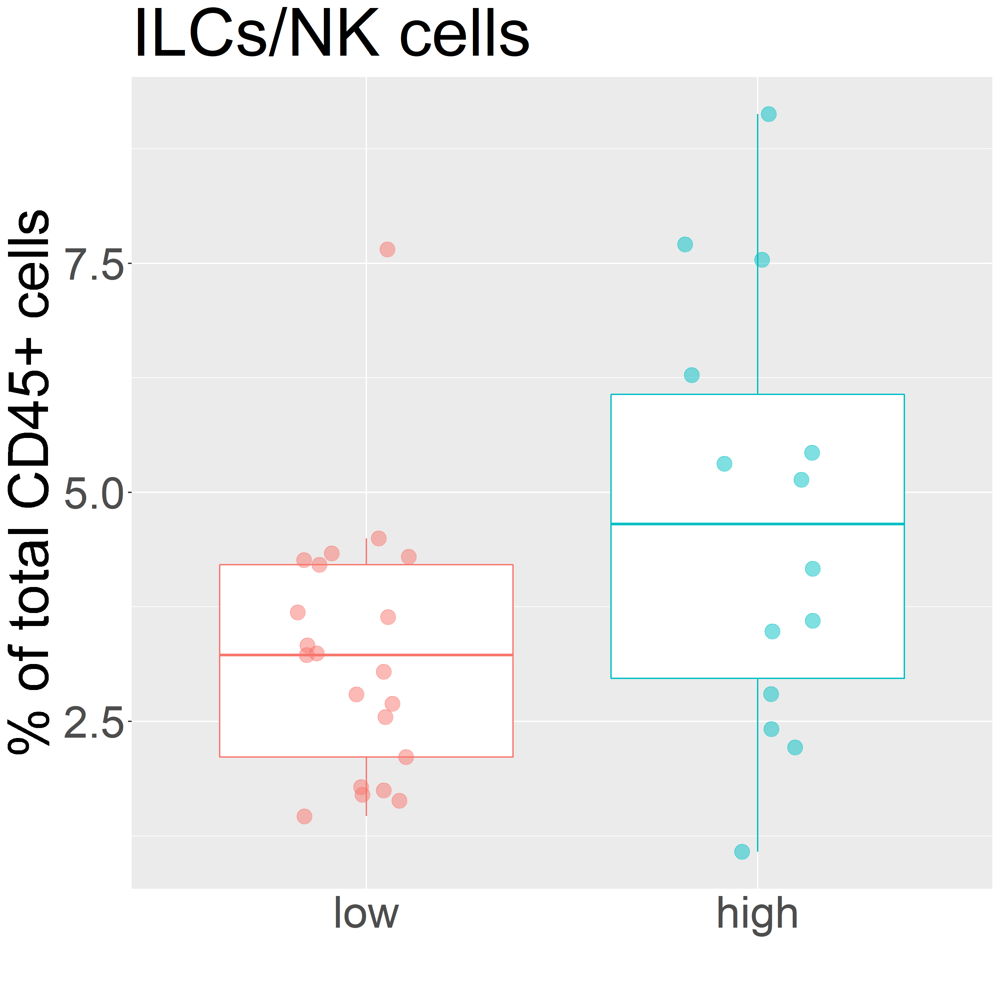 ILCs/NK cells
% of total CD45+ cells
7.5
5.0
2.5
low
high